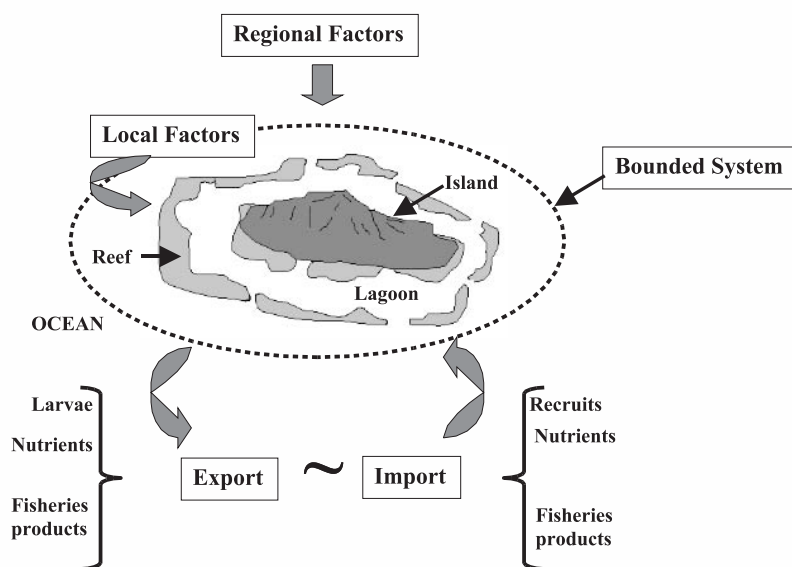 Regional Factors
Local Factors
Bounded System
Island
Reef
Lagoon
OCEAN
Larvae
Nutrients
Fisheries
products
Export ~ Import
Recruits
Nutrients
Fisheries
products